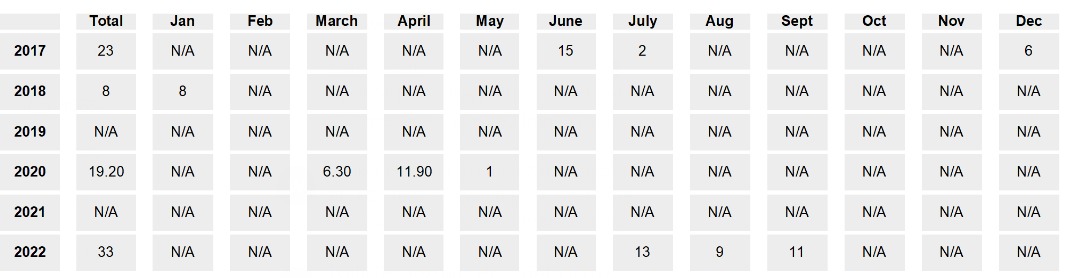 Total Jan Feb March April May June July Aug Sept Oct Nov Dec
2017 23 N/A N/A N/A N/A N/A 15 2 N/A N/A N/A N/A 6
2018 8 8 N/A N/A N/A N/A N/A N/A N/A N/A N/A N/A N/A
2019 N/A N/A N/A N/A N/A N/A N/A N/A N/A N/A N/A N/A N/A
2020 19.20 N/A N/A 6.30 11.90 1 N/A N/A N/A N/A N/A N/A N/A
2021 N/A N/A N/A N/A N/A N/A N/A N/A N/A N/A N/A N/A N/A
2022 33 N/A N/A N/A N/A N/A N/A 13 9 11 N/A N/A N/A